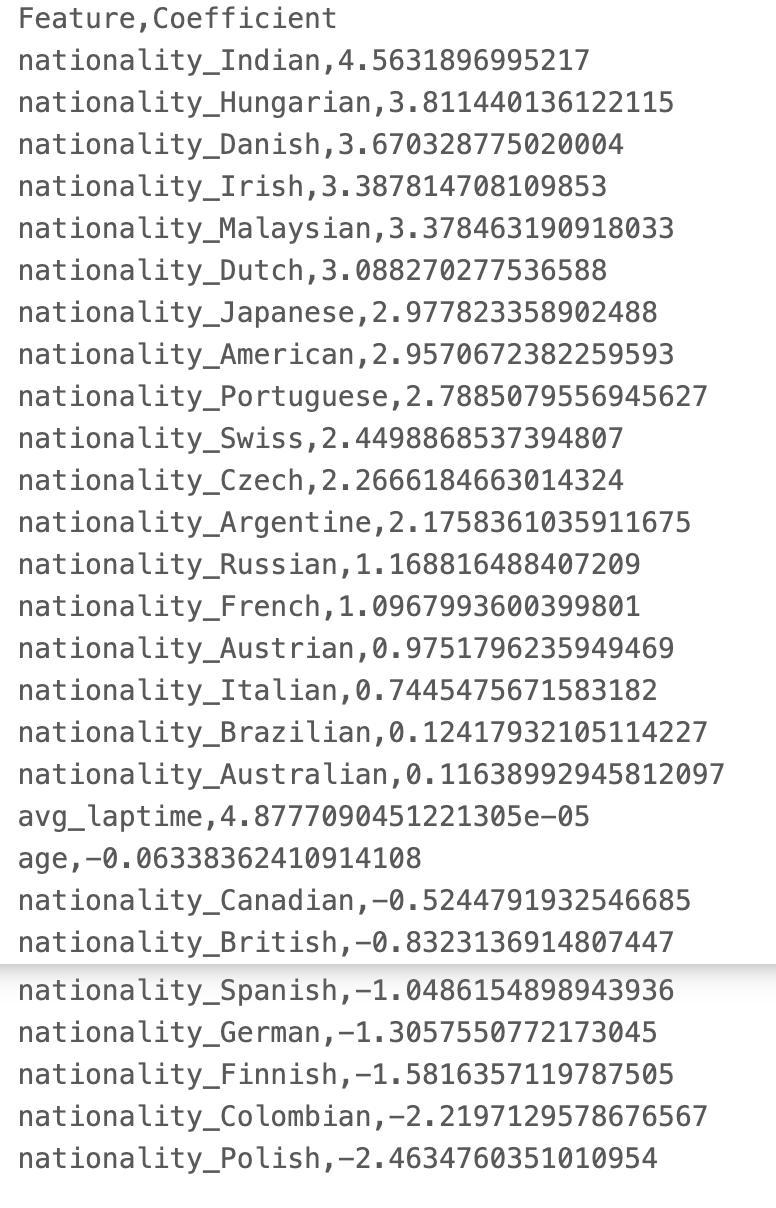 Feature,Coefficient
nationality_Indian,4.5631896995217
nationality_Hungarian,3.811440136122115
nationality_Danish,3.670328775020004
nationality_Irish,3.387814708109853
nationality_Malaysian,3.378463190918033
nationality_Dutch,3.088270277536588
nationality_Japanese,2.977823358902488
nationality_American,2.9570672382259593
nationality_Portuguese,2.7885079556945627
nationality_Swiss,2.4498868537394807
nationality_Czech,2.2666184663014324
nationality_Argentine,2.1758361035911675
nationality_Russian,1.168816488407209
nationality_French,1.0967993600399801
nationality_Austrian,0.9751796235949469
nationality_Italian,0.7445475671583182
nationality_Brazilian,0.12417932105114227
nationality_Australian,0.11638992945812097
avg_laptime,4.8777090451221305e−05
age,−0.06338362410914108
nationality_Canadian,−0.5244791932546685
nationality_British,−0.8323136914807447
nationality_Spanish,−1.0486154898943936
nationality_German,−1.3057550772173045
nationality_Finnish,−1.5816357119787505
nationality_Colombian,−2.2197129578676567
nationality_Polish,−2.4634760351010954